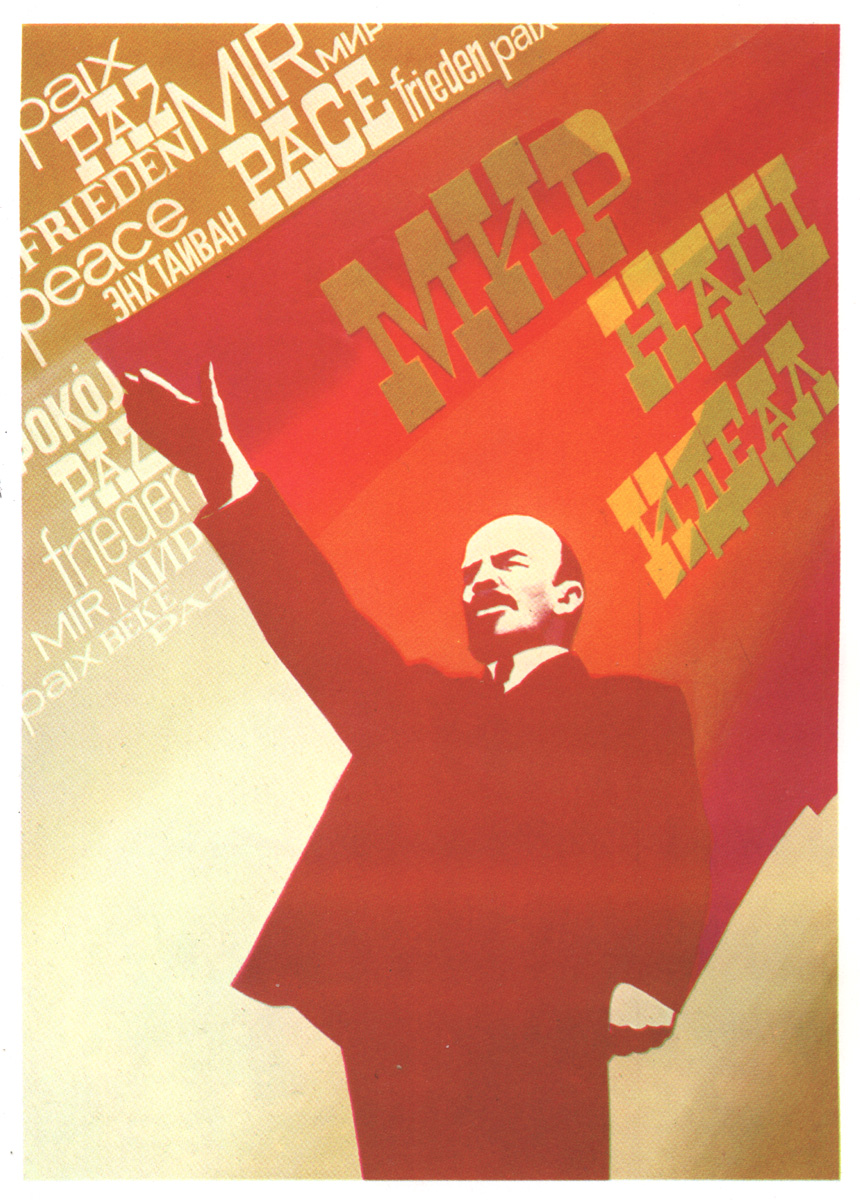 paix
PAZ MIR мир
FRIEDEN PACE frieden paix
peace
ЭНХ ТАЙВАН
POKÓJ
PAZ
frieden
MIR МИР
paix BEKE
PAZ
МИР
НАШ
ИДЕАЛ